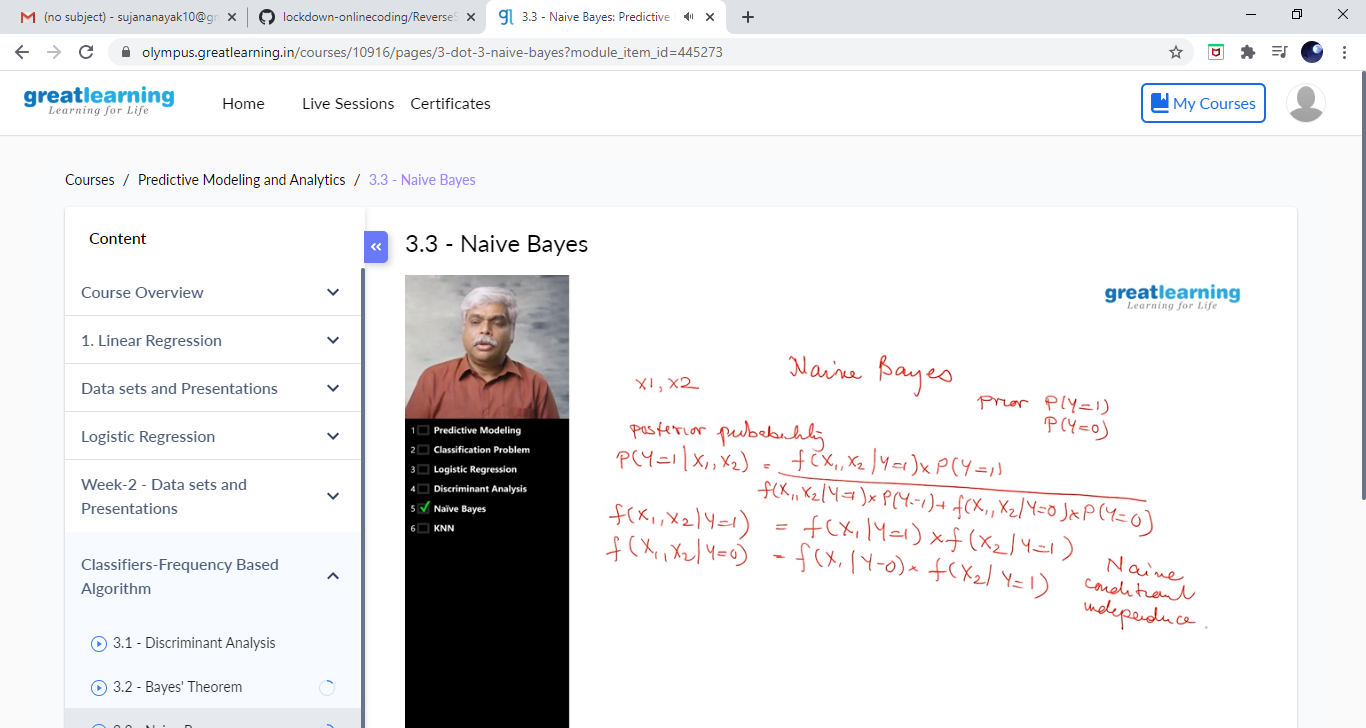 (no subject) - sujananayak10@gm
lockdown-onlinecoding/ReverseS
3.3 - Naive Bayes: Predictive
olympus.greatlearning.in/courses/10916/pages/3-dot-3-naive-bayes?module_item_id=445273
greatlearning
Learning for Life
Home
Live Sessions
Certificates
My Courses
Courses / Predictive Modeling and Analytics / 3.3 - Naive Bayes
Content
Course Overview
1. Linear Regression
Data sets and Presentations
Logistic Regression
Week-2 - Data sets and
Presentations
Classifiers-Frequency Based
Algorithm
3.1 - Discriminant Analysis
3.2 - Bayes' Theorem
3.3 - Naive Bayes
«
3.3 - Naive Bayes
1 Predictive Modeling
2 Classification Problem
3 Logistic Regression
4 Discriminant Analysis
5 Naïve Bayes
6 KNN
greatlearning
Learning for Life
Naive Bayes
x1, x2
prior P(Y=1)
P(Y=0)
posterior probability
P(Y=1|X₁,X₂) = f(X₁,X₂|Y=1)×P(Y=1)
f(X₁,X₂|Y=1)×P(Y=1)+f(X₁,X₂|Y=0)×P(Y=0)
f(X₁,X₂|Y=1) = f(X₁|Y=1)×f(X₂|Y=1)
f(X₁,X₂|Y=0) = f(X₁|Y=0)×f(X₂|Y=1)
Naive
conditional
independence.